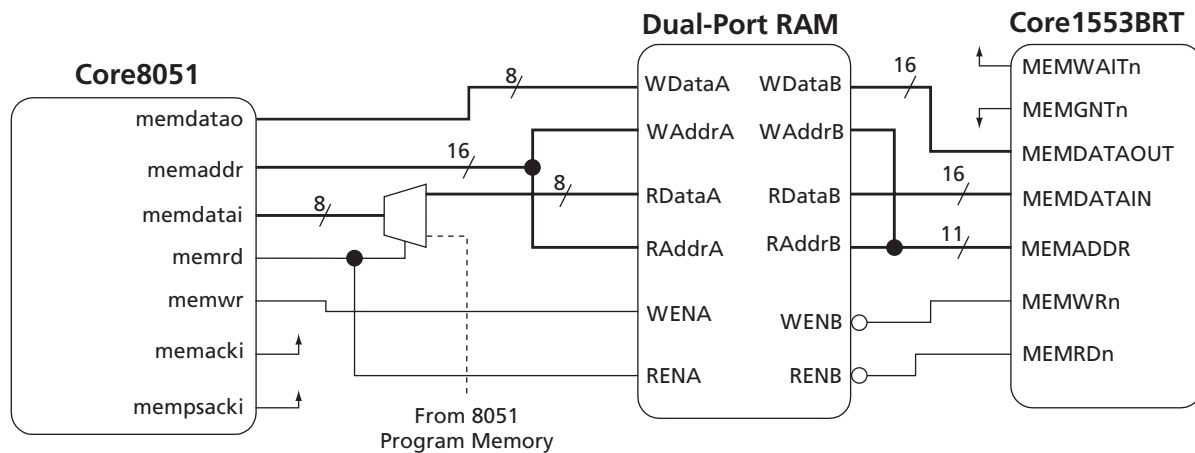 Core8051
memdatao
memaddr
memdatai
memrd
memwr
memacki
mempsacki
8
16
8
8
From 8051
Program Memory
Dual-Port RAM
WDataA
WAddrA
RDataA
RAddrA
WENA
RENA
WDataB
WAddrB
RDataB
RAddrB
WENB
RENB
16
16
11
Core1553BRT
MEMWAITn
MEMGNTn
MEMDATAOUT
MEMDATAIN
MEMADDR
MEMWRn
MEMRDn